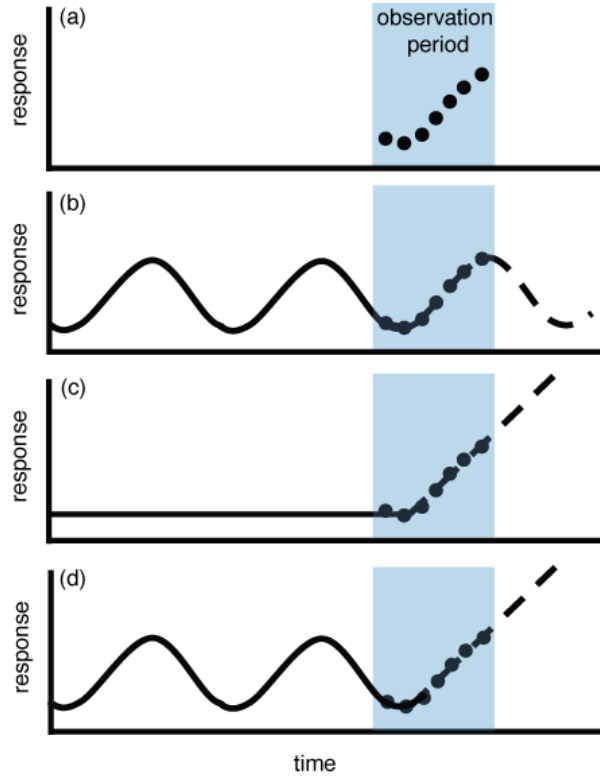 (a)
observation
period
response
(b)
response
(c)
response
(d)
response
time